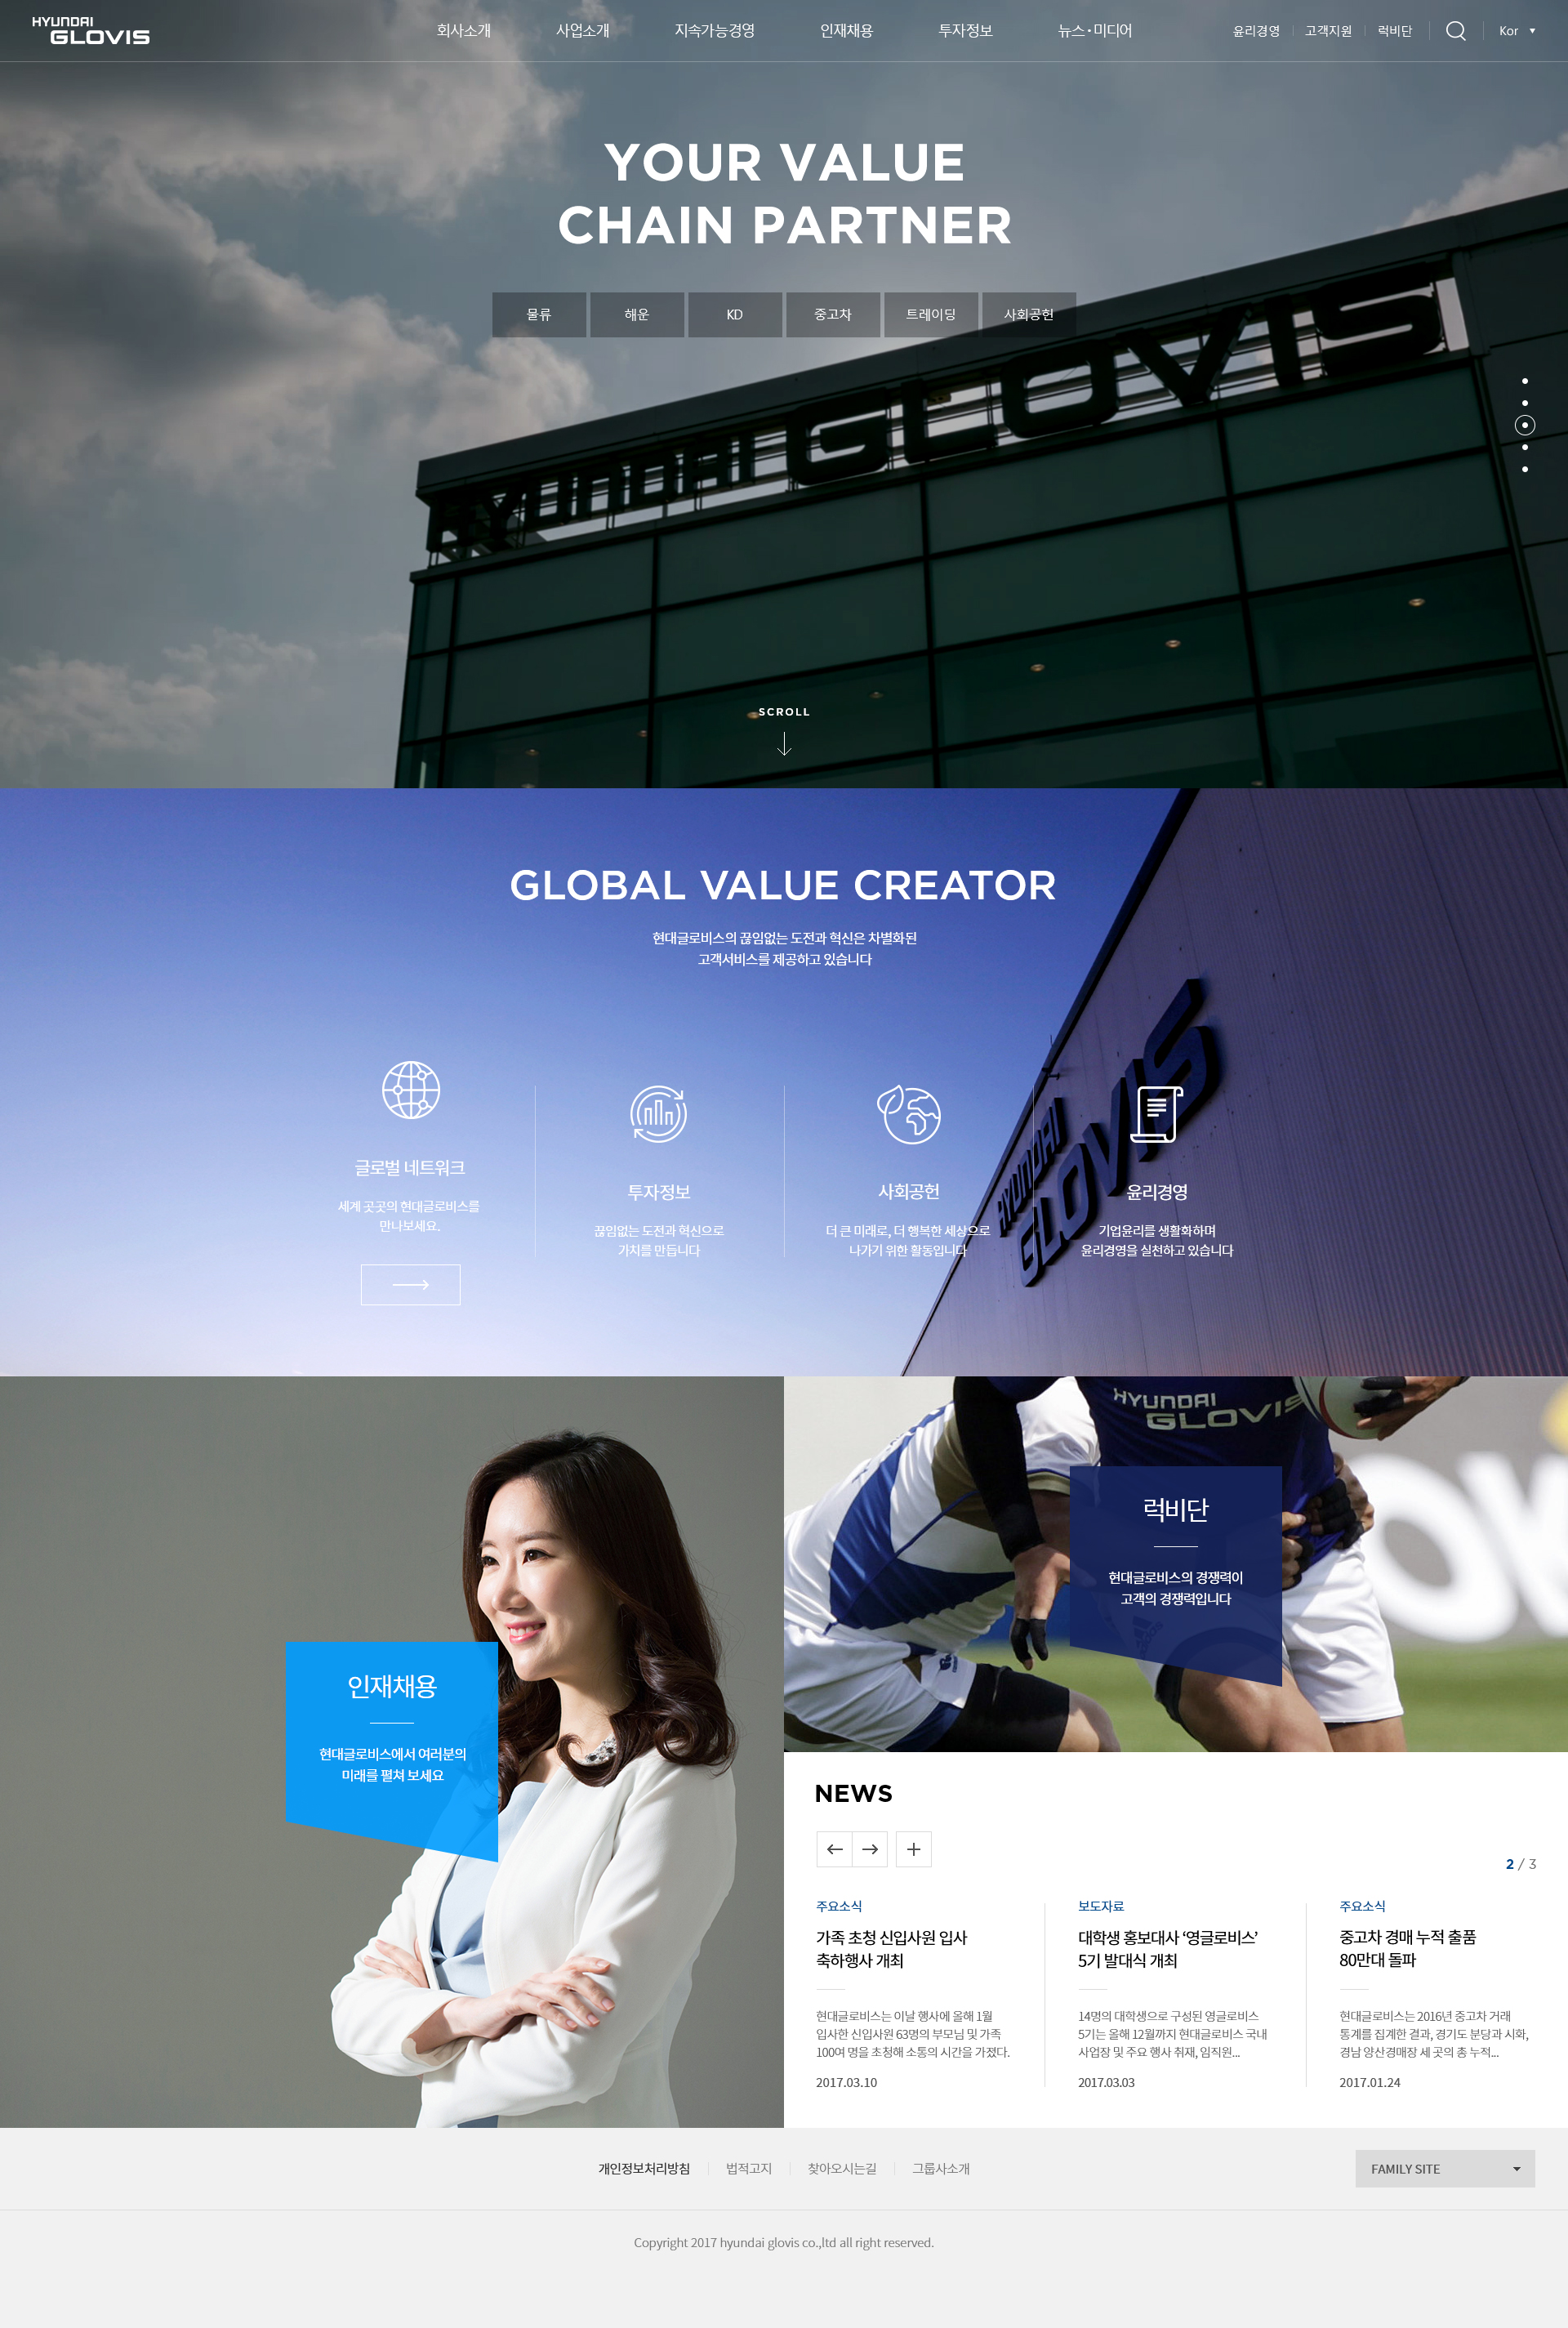 HYUNDAI
GLOVIS
회사소개
사업소개
지속가능경영
인재채용
투자정보
뉴스·미디어
윤리경영
고객지원
럭비단
Kor
YOUR VALUE
CHAIN PARTNER
물류
해운
KD
중고차
트레이딩
사회공헌
HYUNDAI GLOVIS
SCROLL
GLOBAL VALUE CREATOR
현대글로비스의 끊임없는 도전과 혁신은 차별화된
고객서비스를 제공하고 있습니다
HYUNDAI
GLOVIS
글로벌 네트워크
세계 곳곳의 현대글로비스를
만나보세요.
투자정보
끊임없는 도전과 혁신으로
가치를 만듭니다
사회공헌
더 큰 미래로, 더 행복한 세상으로
나가기 위한 활동입니다
윤리경영
기업윤리를 생활화하며
윤리경영을 실천하고 있습니다
인재채용
현대글로비스에서 여러분의
미래를 펼쳐 보세요
HYUNDAI
GLOVIS
럭비단
현대글로비스의 경쟁력이
고객의 경쟁력입니다
NEWS
2 / 3
주요소식
가족 초청 신입사원 입사
축하행사 개최
현대글로비스는 이날 행사에 올해 1월
입사한 신입사원 63명의 부모님 및 가족
100여 명을 초청해 소통의 시간을 가졌다.
2017.03.10
보도자료
대학생 홍보대사 ‘영글로비스’
5기 발대식 개최
14명의 대학생으로 구성된 영글로비스
5기는 올해 12월까지 현대글로비스 국내
사업장 및 주요 행사 취재, 임직원...
2017.03.03
주요소식
중고차 경매 누적 출품
80만대 돌파
현대글로비스는 2016년 중고차 거래
통계를 집계한 결과, 경기도 분당과 시화,
경남 양산경매장 세 곳의 총 누적...
2017.01.24
개인정보처리방침
법적고지
찾아오시는길
그룹사소개
FAMILY SITE
Copyright 2017 hyundai glovis co.,ltd all right reserved.